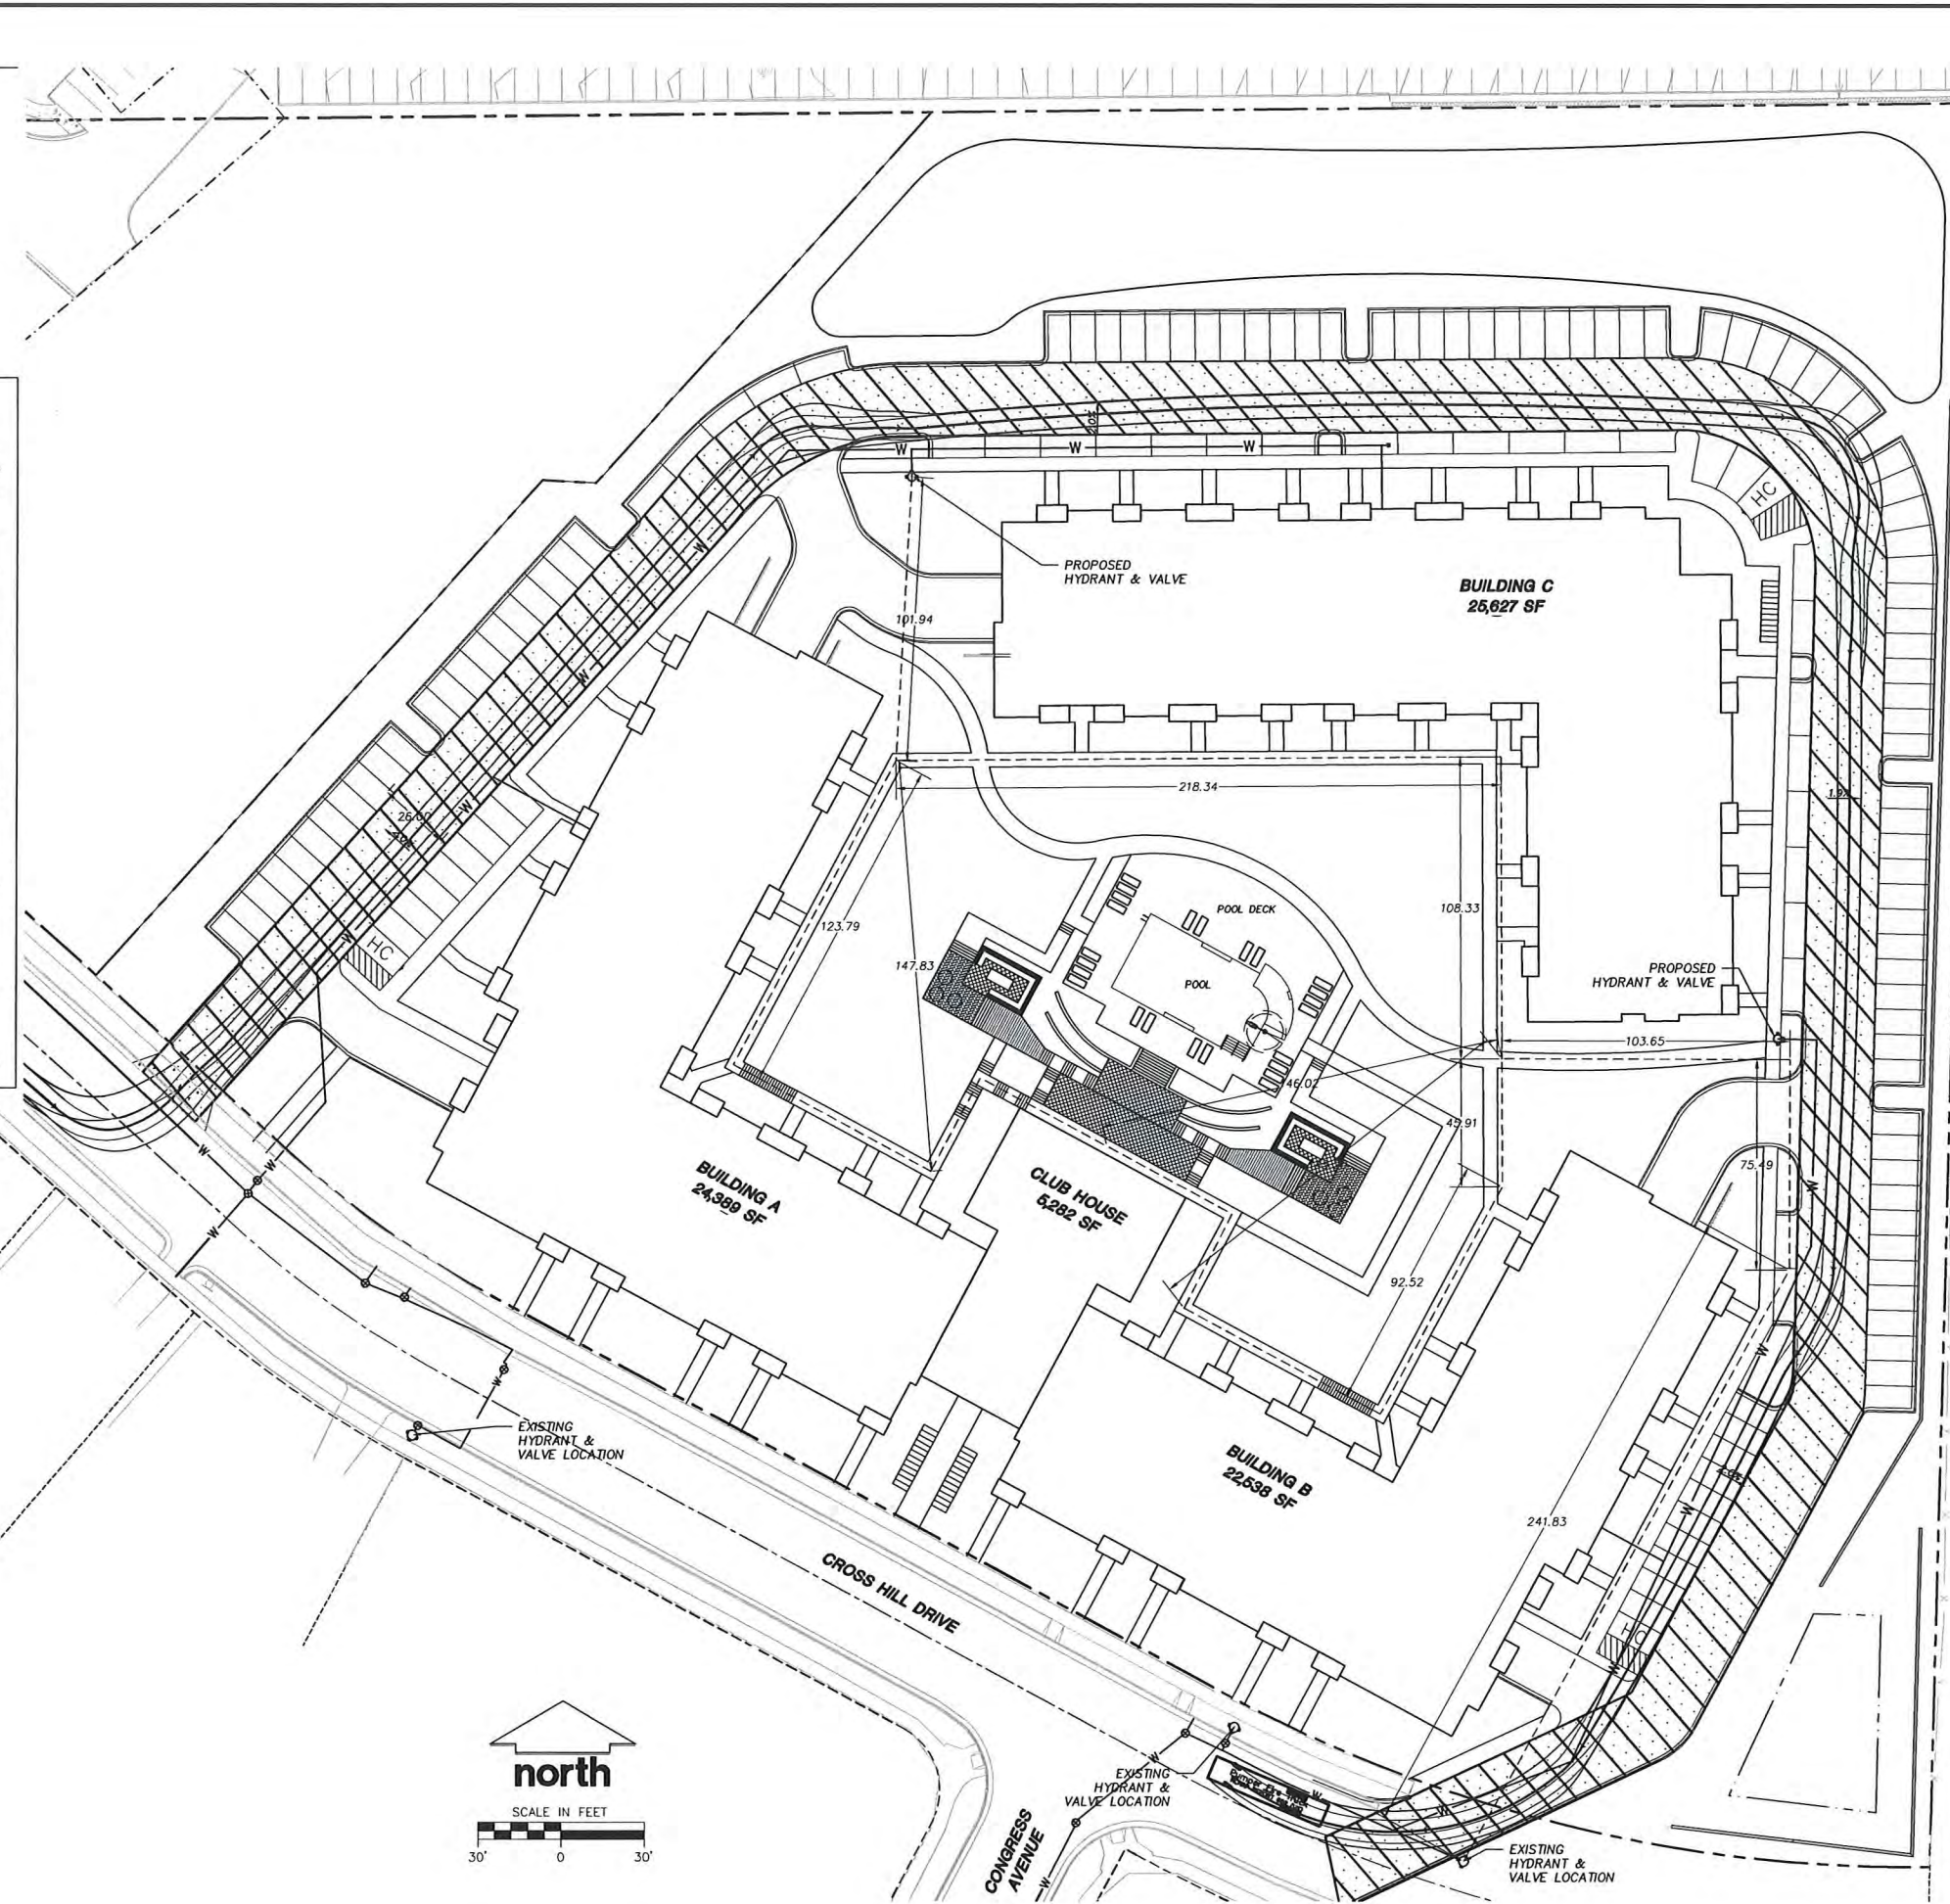 HC
W
W
W
PROPOSED
HYDRANT & VALVE
BUILDING C
25,627 SF
W
101.94
W
218.34
26.00
W
108.33
123.79
POOL DECK
147.83
POOL
HC
W
PROPOSED
HYDRANT & VALVE
103.65
46.02
45.91
75.49
W
W
W
W
BUILDING A
24,389 SF
CLUB HOUSE
5,282 SF
92.52
W
W
EXISTING
HYDRANT &
VALVE LOCATION
BUILDING B
22,538 SF
241.83
W
CROSS HILL DRIVE
HC
W
north
SCALE IN FEET
30'
0
30'
W
EXISTING
HYDRANT &
VALVE LOCATION
W
W
CONGRESS
AVENUE
W
EXISTING
HYDRANT &
VALVE LOCATION